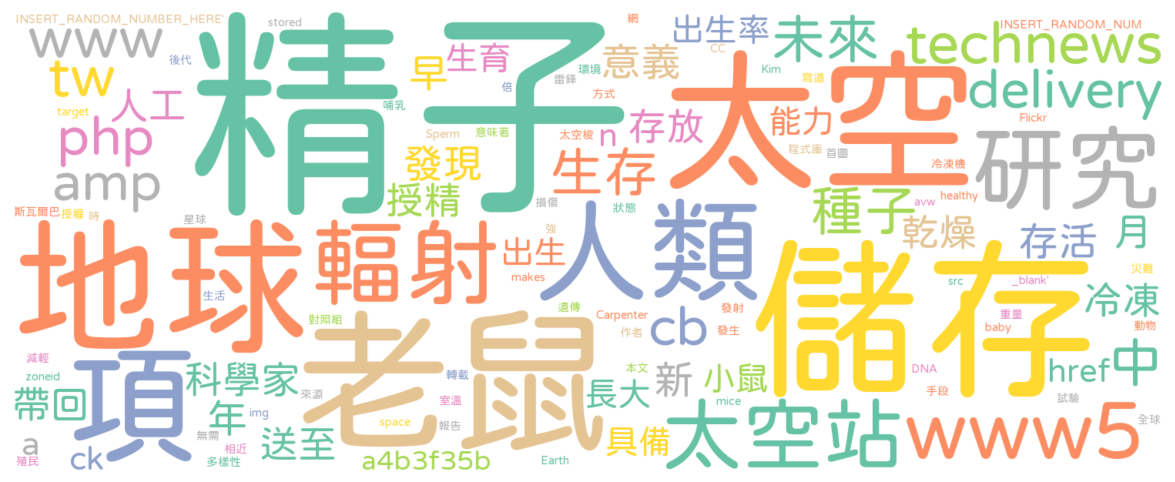 INSERT_RANDOM_NUMBER_HERE'
stored
網
出生率
未來
INSERT_RANDOM_NUM
www
後代
精子
早
生育
環境
雷鋒
意義
CC
Kim
寫道
technews
tw
target
人工
哺乳
倍
方式
太空
delivery
php
Sperm
意味著
太空梭
n
存放
能力
程式庫
首圖
Flickr
冷凍機
研究
amp
發現
授精
生存
損傷
狀態
種子
avw
healthy
斯瓦爾巴
授權
時
星球
強
人類
乾燥
存活
月
地球
輻射
出生
makes
儲存
src
_blank'
災難
生活
遺傳
發射
冷凍
對照組
Carpenter
作者
cb
發生
重量
baby
動物
減輕
zoneid
項
科學家
老鼠
轉載
本文
新
小鼠
DNA
href
中
帶回
來源
室溫
長大
mice
手段
試驗
年
img
space
報告
太空站
www5
全球
a
無需
相近
送至
具備
殖民
ck
多樣性
a4b3f35b
Earth